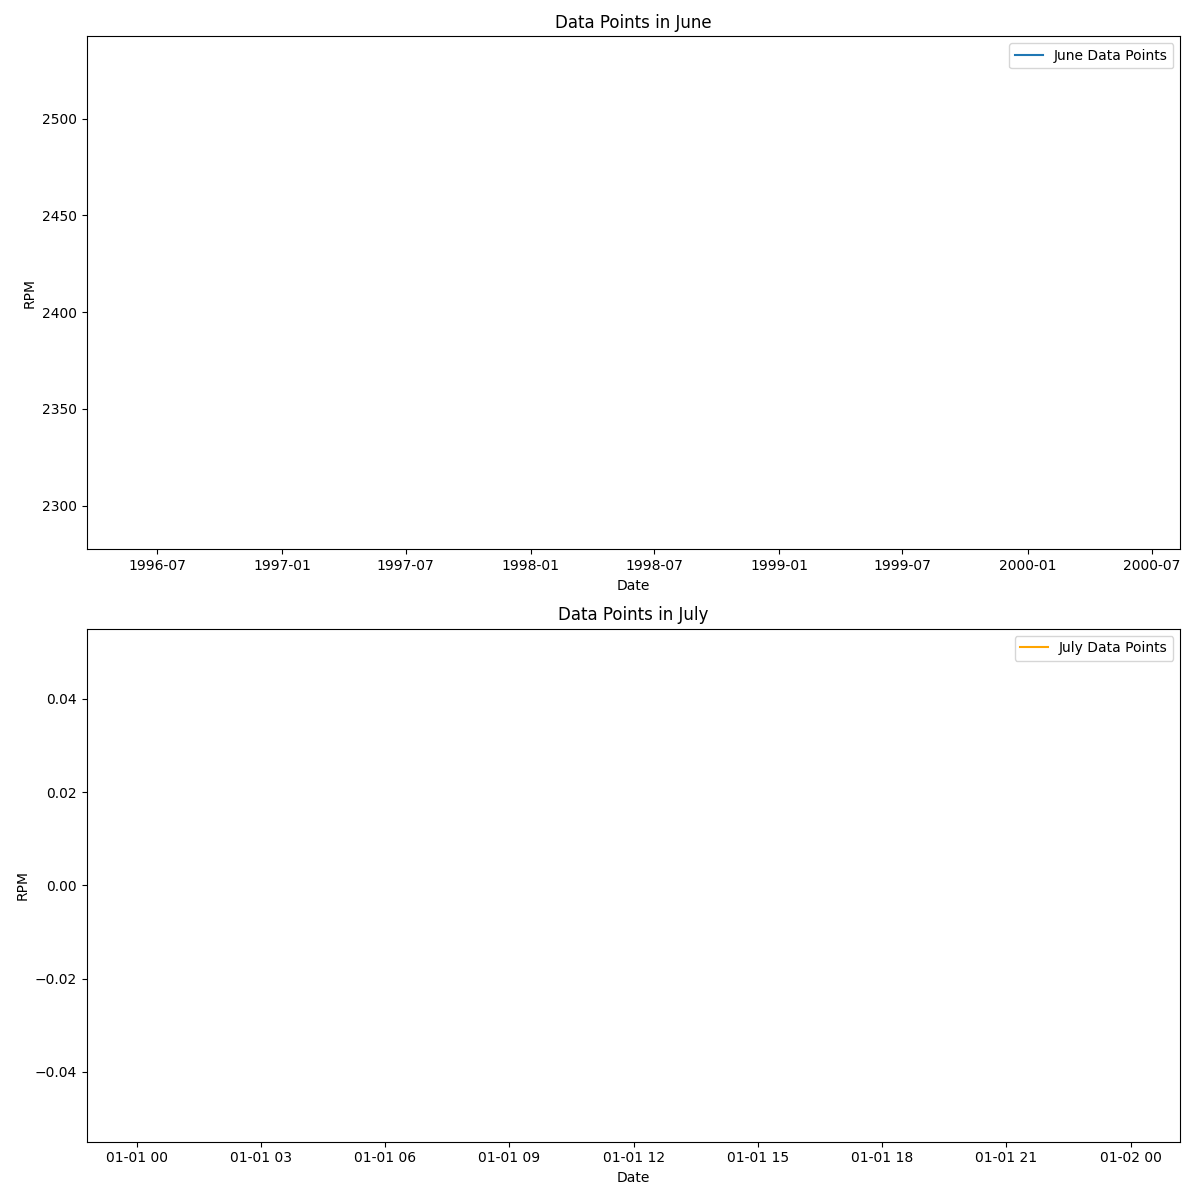 Data Points in June
June Data Points
2500
2450
2400
2350
2300
RPM
1996-07 1997-01 1997-07 1998-01 1998-07 1999-01 1999-07 2000-01 2000-07
Date
Data Points in July
July Data Points
0.04
0.02
0.00
−0.02
−0.04
RPM
01-01 00 01-01 03 01-01 06 01-01 09 01-01 12 01-01 15 01-01 18 01-01 21 01-02 00
Date